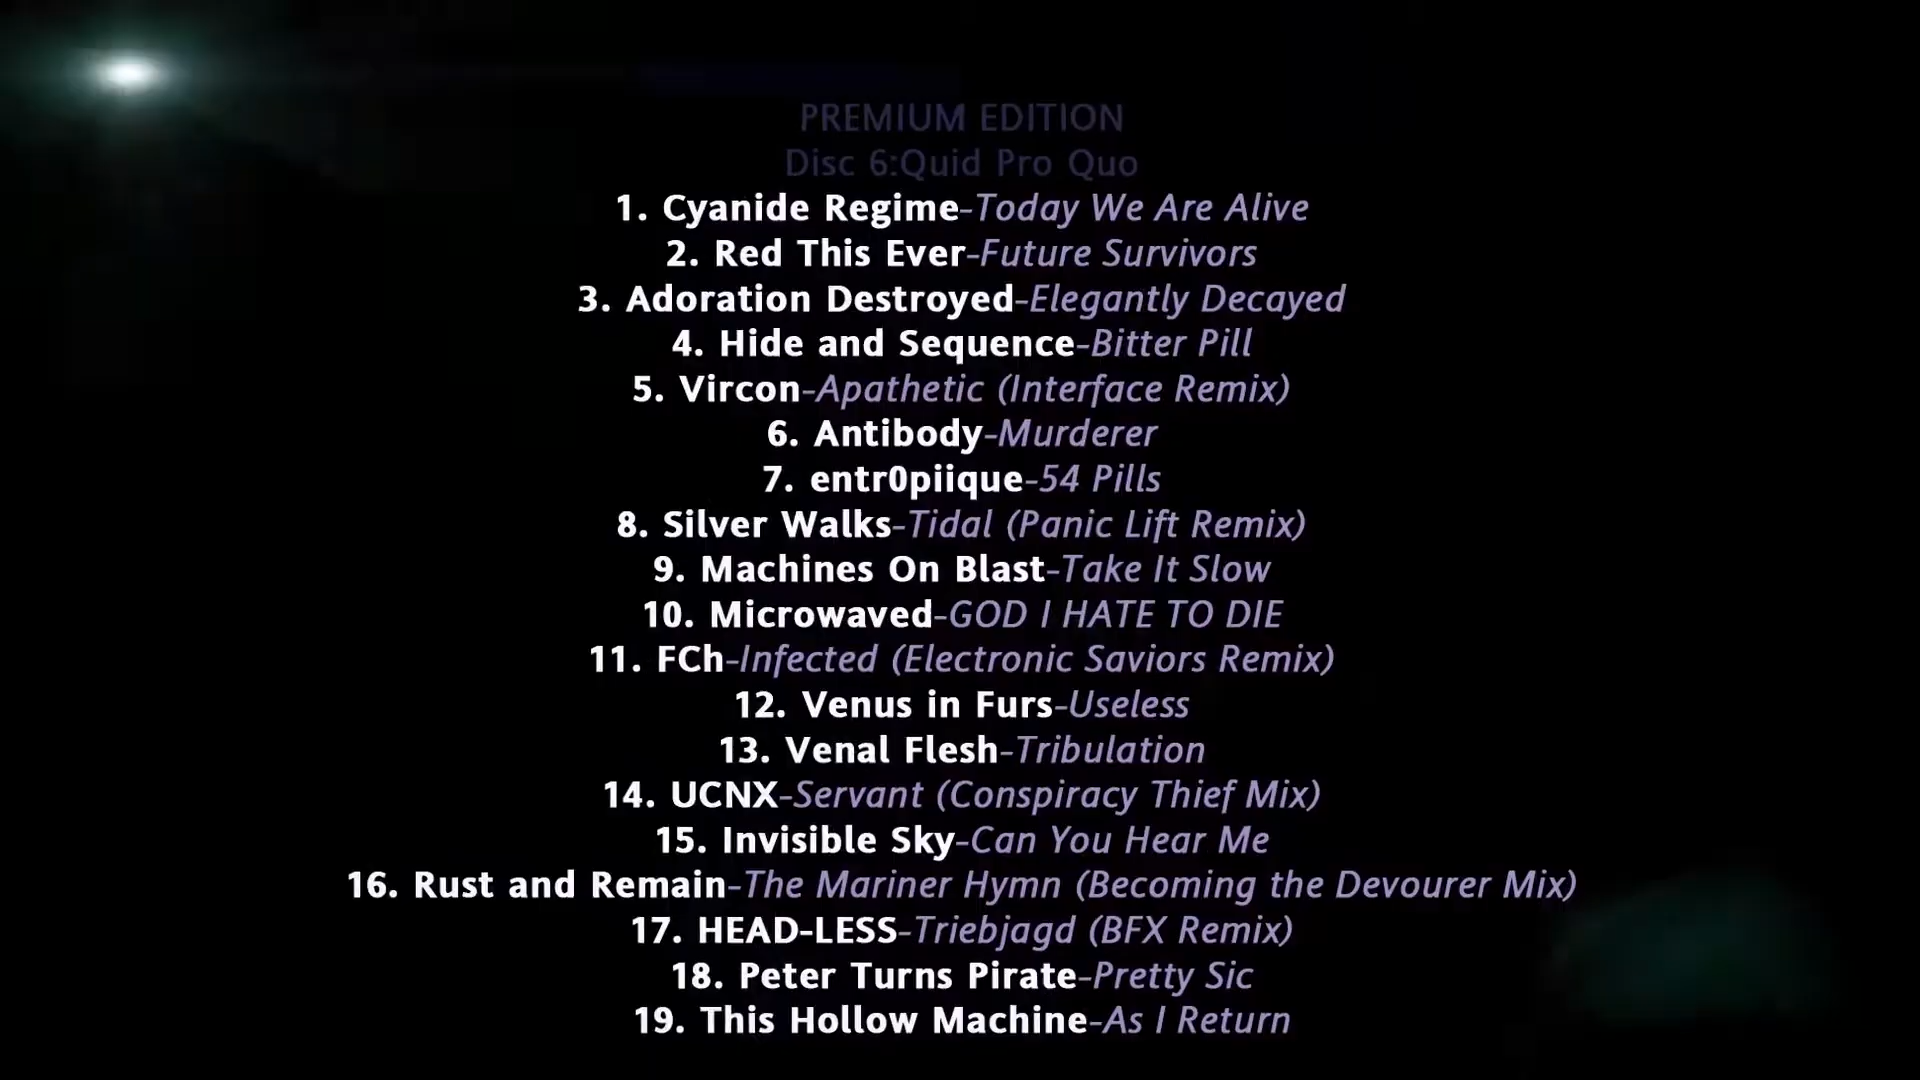 PREMIUM EDITION
Disc 6:Quid Pro Quo
1. Cyanide Regime-Today We Are Alive
2. Red This Ever-Future Survivors
3. Adoration Destroyed-Elegantly Decayed
4. Hide and Sequence-Bitter Pill
5. Vircon-Apathetic (Interface Remix)
6. Antibody-Murderer
7. entr0piique-54 Pills
8. Silver Walks-Tidal (Panic Lift Remix)
9. Machines On Blast-Take It Slow
10. Microwaved-GOD I HATE TO DIE
11. FCh-Infected (Electronic Saviors Remix)
12. Venus in Furs-Useless
13. Venal Flesh-Tribulation
14. UCNX-Servant (Conspiracy Thief Mix)
15. Invisible Sky-Can You Hear Me
16. Rust and Remain-The Mariner Hymn (Becoming the Devourer Mix)
17. HEAD-LESS-Triebjagd (BFX Remix)
18. Peter Turns Pirate-Pretty Sic
19. This Hollow Machine-As I Return